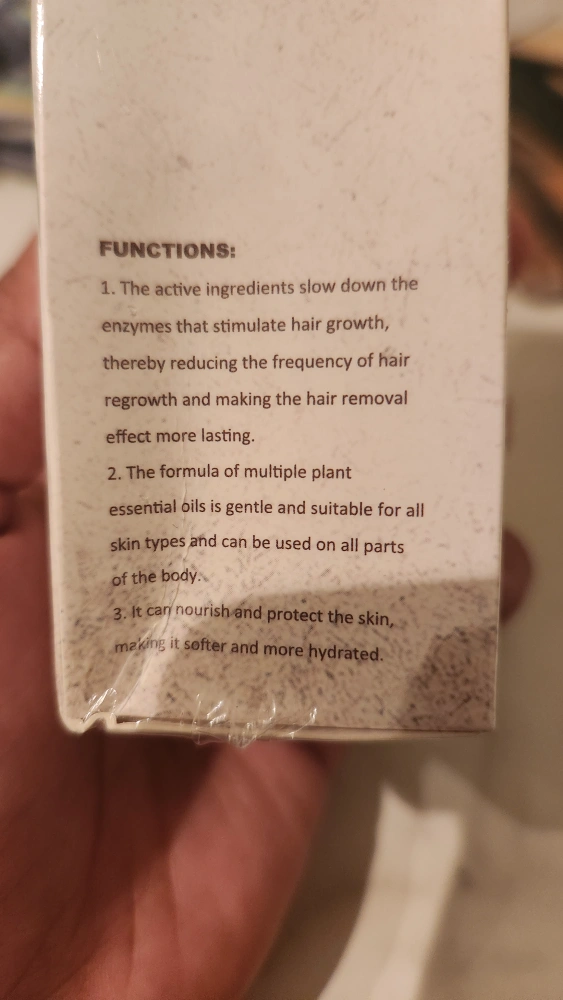 FUNCTIONS:
1. The active ingredients slow down the
enzymes that stimulate hair growth,
thereby reducing the frequency of hair
regrowth and making the hair removal
effect more lasting.
2. The formula of multiple plant
essential oils is gentle and suitable for all
skin types and can be used on all parts
of the body.
3. It can nourish and protect the skin,
making it softer and more hydrated.